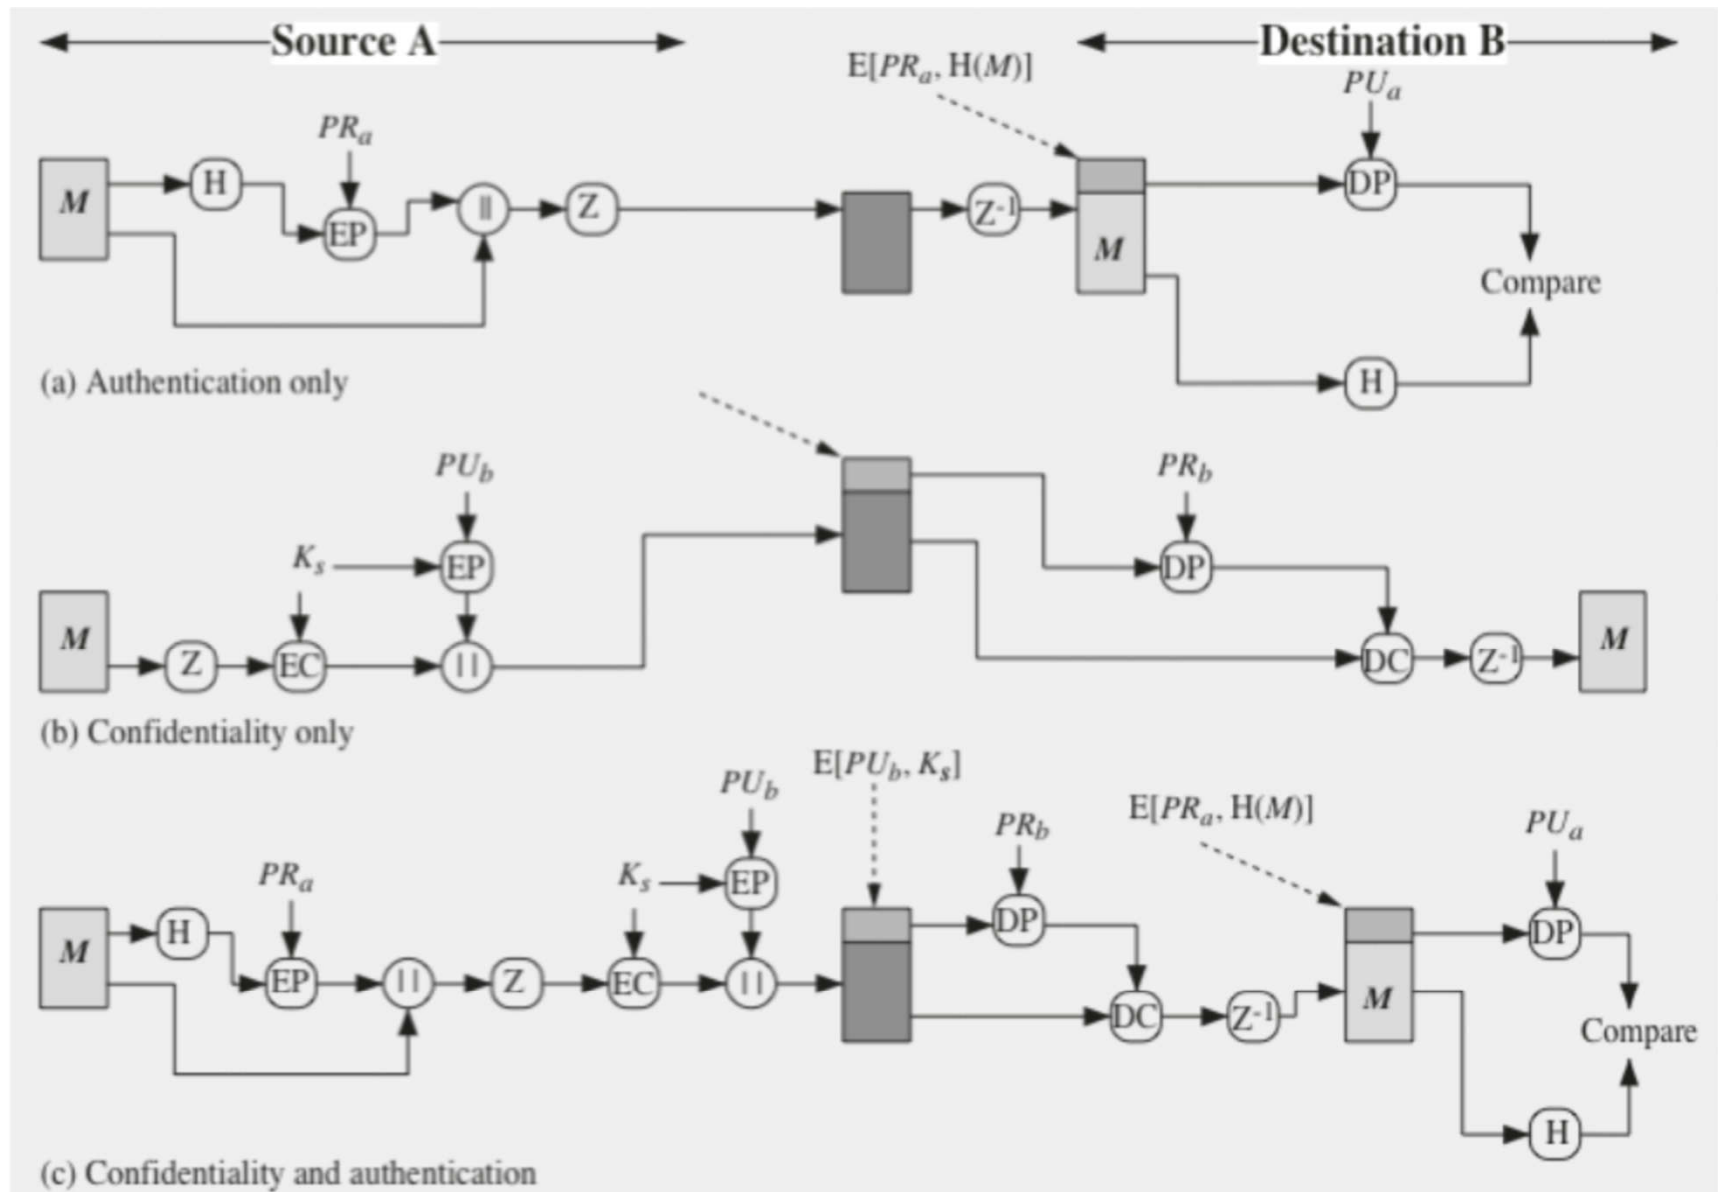 Source A
Destination B
E[PRa, H(M)]
PUa
PRa
M
H
EP
||
Z
Z-1
M
DP
Compare
H
(a) Authentication only
PUb
Ks
EP
M
Z
EC
||
PRb
DP
DC
Z-1
M
(b) Confidentiality only
E[PUb, Ks]
PUb
E[PRa, H(M)]
PRb
PUa
PRa
Ks
EP
M
H
EP
||
Z
EC
||
DP
DC
Z-1
M
DP
Compare
H
(c) Confidentiality and authentication